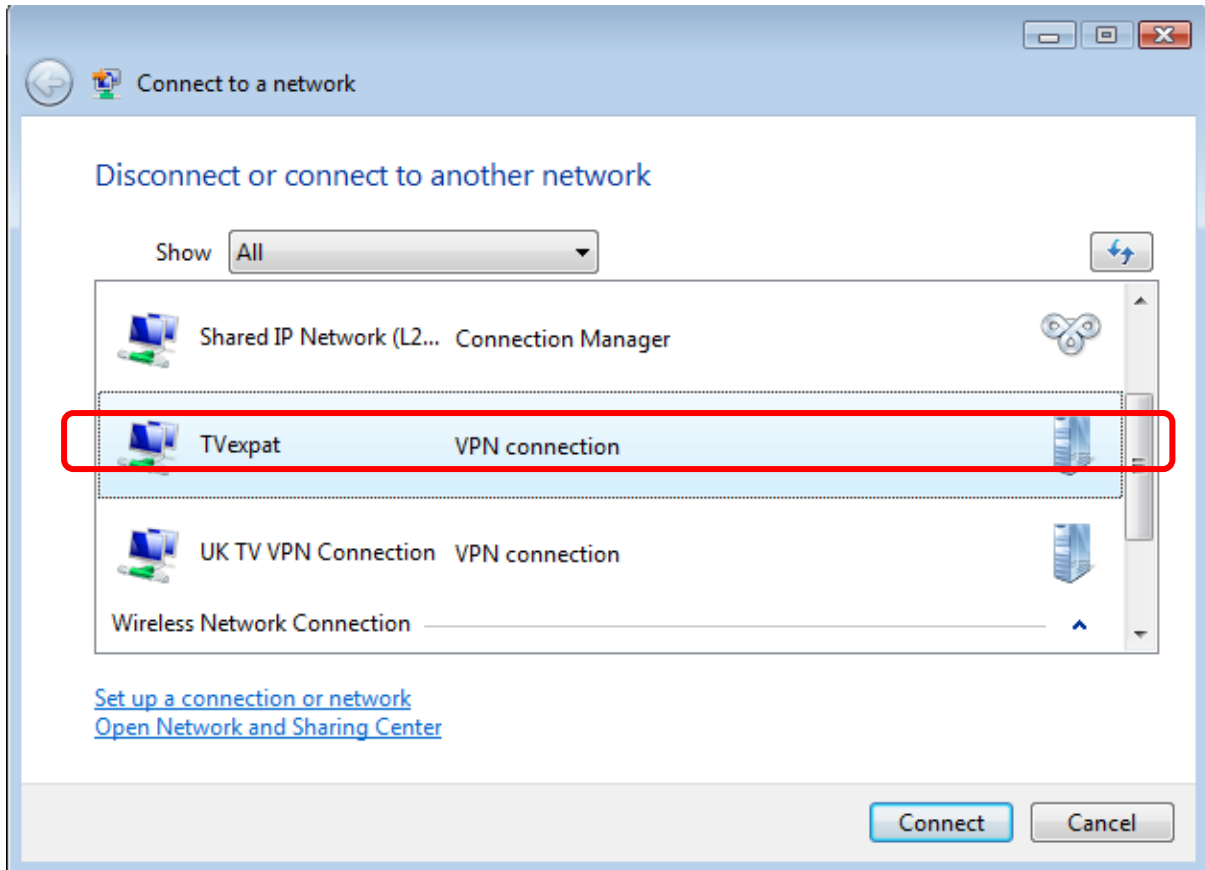 Connect to a network
Disconnect or connect to another network
Show All
Shared IP Network (L2... Connection Manager
TVexpat VPN connection
UK TV VPN Connection VPN connection
Wireless Network Connection
Set up a connection or network
Open Network and Sharing Center
Connect Cancel